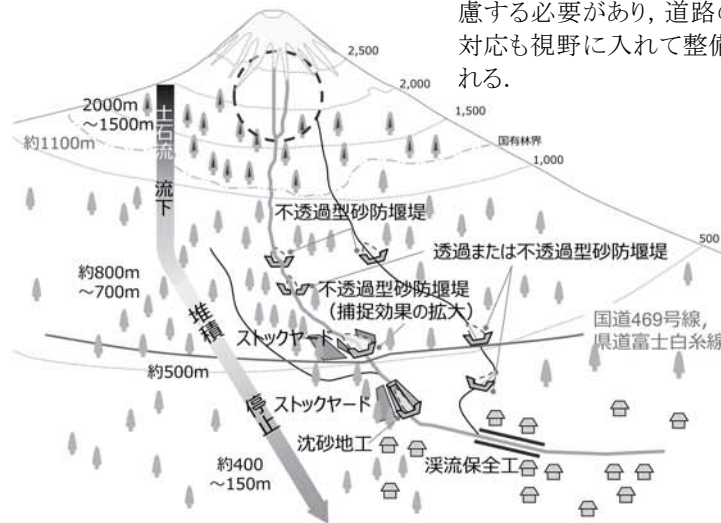 慮する必要があり，道路の
対応も視野に入れて整備
れる．
2,500
2,000
1,500
国有林界
1,000
500
2000m
～1500m
約1100m
土石流 流下
不透過型砂防堰堤
透過または不透過型砂防堰堤
約800m
～700m
不透過型砂防堰堤
（捕捉効果の拡大）
堆積
ストックヤード
国道469号線，
県道富士白糸線
約500m
ストックヤード
停止
沈砂地工
渓流保全工
約400
～150m